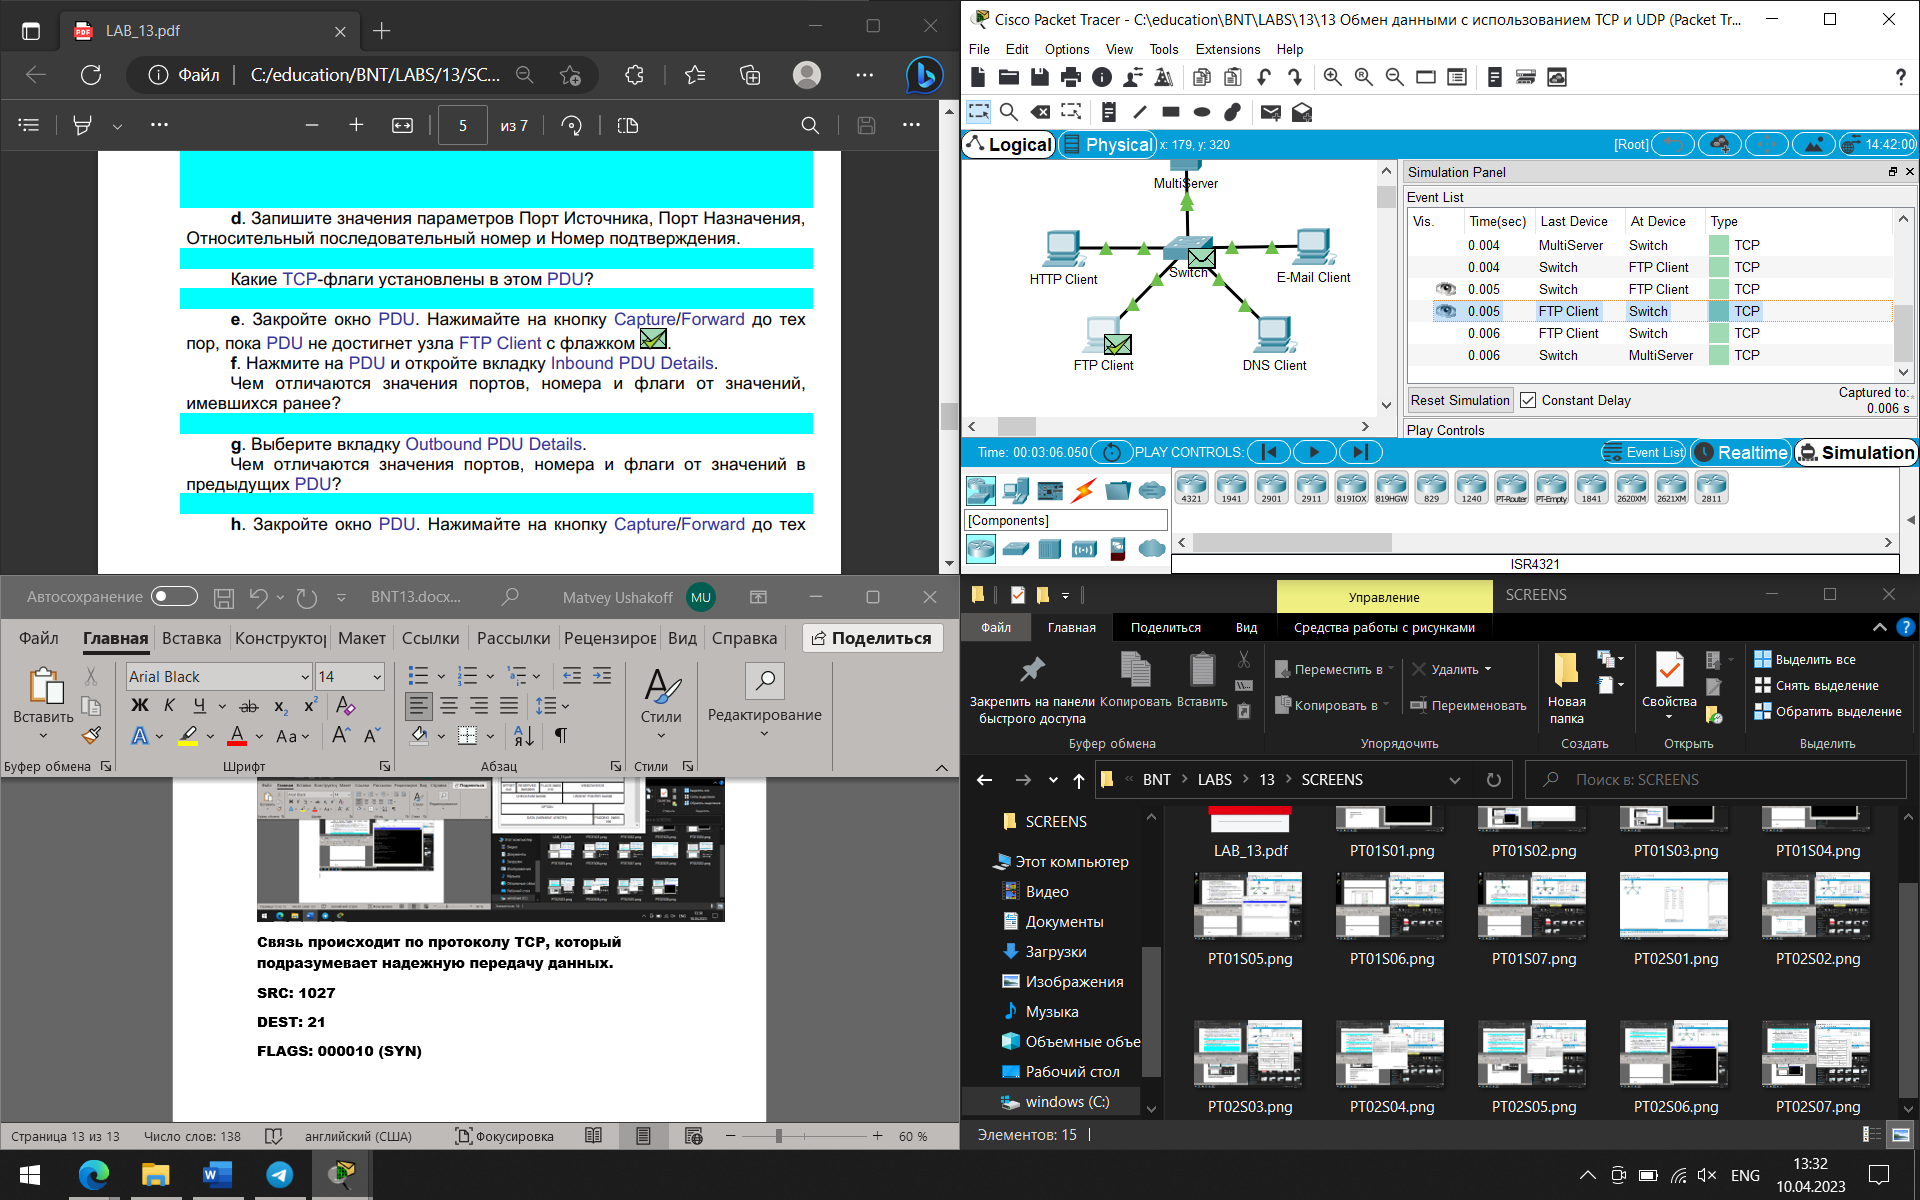 LAB_13.pdf
Файл
C:/education/BNT/LABS/13/SC...
5
из 7
d. Запишите значения параметров Порт Источника, Порт Назначения,
Относительный последовательный номер и Номер подтверждения.
Какие TCP-флаги установлены в этом PDU?
e. Закройте окно PDU. Нажимайте на кнопку Capture/Forward до тех
пор, пока PDU не достигнет узла FTP Client с флажком .
f. Нажмите на PDU и откройте вкладку Inbound PDU Details.
Чем отличаются значения портов, номера и флаги от значений,
имевшихся ранее?
g. Выберите вкладку Outbound PDU Details.
Чем отличаются значения портов, номера и флаги от значений в
предыдущих PDU?
h. Закройте окно PDU. Нажимайте на кнопку Capture/Forward до тех
Cisco Packet Tracer - C:\education\BNT\LABS\13\13 Обмен данными с использованием TCP и UDP (Packet Tr...
File Edit Options View Tools Extensions Help
Logical
Physical
x: 179, y: 320
[Root]
14:42:00
MultiServer
HTTP Client
Switch
E-Mail Client
FTP Client
DNS Client
Simulation Panel
Event List
Vis. Time(sec) Last Device At Device Type
0.004 MultiServer Switch TCP
0.004 Switch FTP Client TCP
0.005 Switch FTP Client TCP
0.005 FTP Client Switch TCP
0.006 FTP Client Switch TCP
0.006 Switch MultiServer TCP
Reset Simulation
Constant Delay
Captured to:
0.006 s
Play Controls
Time: 00:03:06.050
PLAY CONTROLS:
Event List
Realtime
Simulation
4321 1941 2901 2911 819IOX 819HGW 829 1240 PT-Router PT-Empty 1841 2620XM 2621XM 2811
[Components]
ISR4321
Автосохранение
BNT13.docx...
Matvey Ushakoff
MU
Файл Главная Вставка Конструктор Макет Ссылки Рассылки Рецензиров Вид Справка
Поделиться
Вставить
Arial Black
14
Ж К Ч ab x₂ x²
Aa
Стили
Редактирование
Буфер обмена
Шрифт
Абзац
Стили
Связь происходит по протоколу TCP, который
подразумевает надежную передачу данных.
SRC: 1027
DEST: 21
FLAGS: 000010 (SYN)
Страница 13 из 13
Число слов: 138
английский (США)
Фокусировка
60 %
Управление
SCREENS
Файл Главная Поделиться Вид Средства работы с рисунками
Закрепить на панели
быстрого доступа
Копировать
Вставить
Переместить в
Копировать в
Удалить
Переименовать
Новая
папка
Свойства
Выделить все
Снять выделение
Обратить выделение
Буфер обмена
Упорядочить
Создать
Открыть
Выделить
BNT
LABS
13
SCREENS
Поиск в: SCREENS
SCREENS
Этот компьютер
Видео
Документы
Загрузки
Изображения
Музыка
Объемные объе
Рабочий стол
windows (C:)
LAB_13.pdf PT01S01.png PT01S02.png PT01S03.png PT01S04.png
PT01S05.png PT01S06.png PT01S07.png PT02S01.png PT02S02.png
PT02S03.png PT02S04.png PT02S05.png PT02S06.png PT02S07.png
Элементов: 15
ENG
13:32
10.04.2023